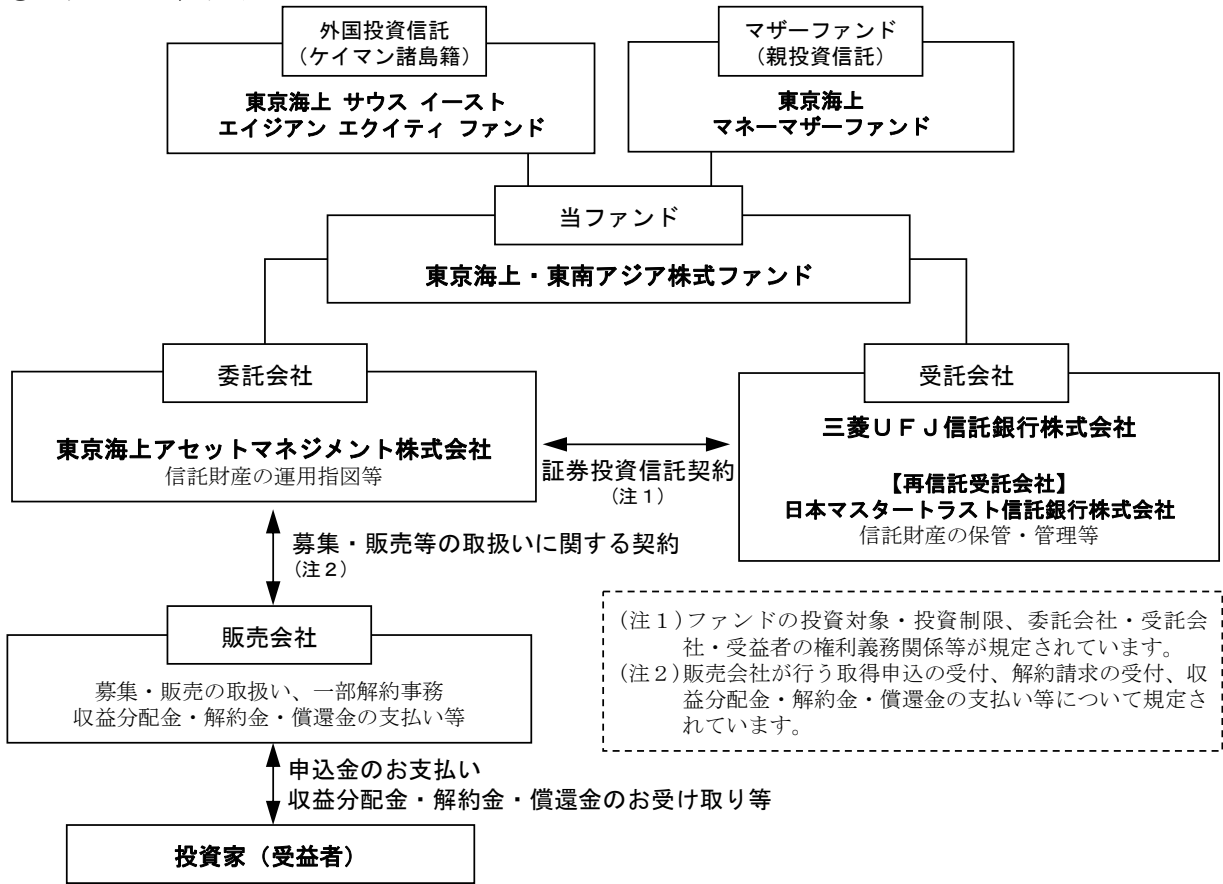 外国投資信託
(ケイマン諸島籍)
東京海上 サウス イースト
エイジアン エクイティ ファンド
マザーファンド
(親投資信託)
東京海上
マネーマザーファンド
当ファンド
東京海上・東南アジア株式ファンド
委託会社
東京海上アセットマネジメント株式会社
信託財産の運用指図等
証券投資信託契約
(注1)
受託会社
三菱UFJ信託銀行株式会社
【再信託受託会社】
日本マスタートラスト信託銀行株式会社
信託財産の保管・管理等
募集・販売等の取扱いに関する契約
(注2)
販売会社
募集・販売の取扱い、一部解約事務
収益分配金・解約金・償還金の支払い等
(注1)ファンドの投資対象・投資制限、委託会社・受託会
社・受益者の権利義務関係等が規定されています。
(注2)販売会社が行う取得申込の受付、解約請求の受付、収
益分配金・解約金・償還金の支払い等について規定さ
れています。
申込金のお支払い
収益分配金・解約金・償還金のお受け取り等
投資家(受益者)